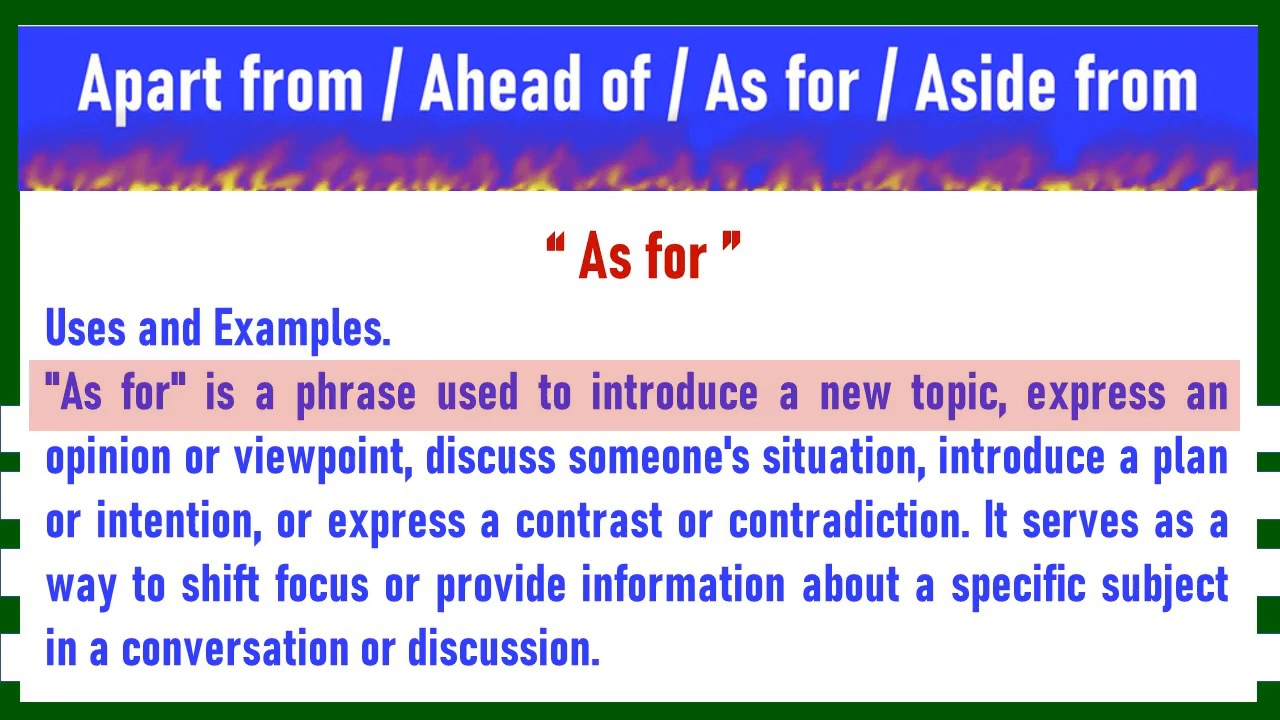 Apart from / Ahead of / As for / Aside from
“ As for ”
Uses and Examples.
"As for" is a phrase used to introduce a new topic, express an
opinion or viewpoint, discuss someone's situation, introduce a plan
or intention, or express a contrast or contradiction. It serves as a
way to shift focus or provide information about a specific subject
in a conversation or discussion.